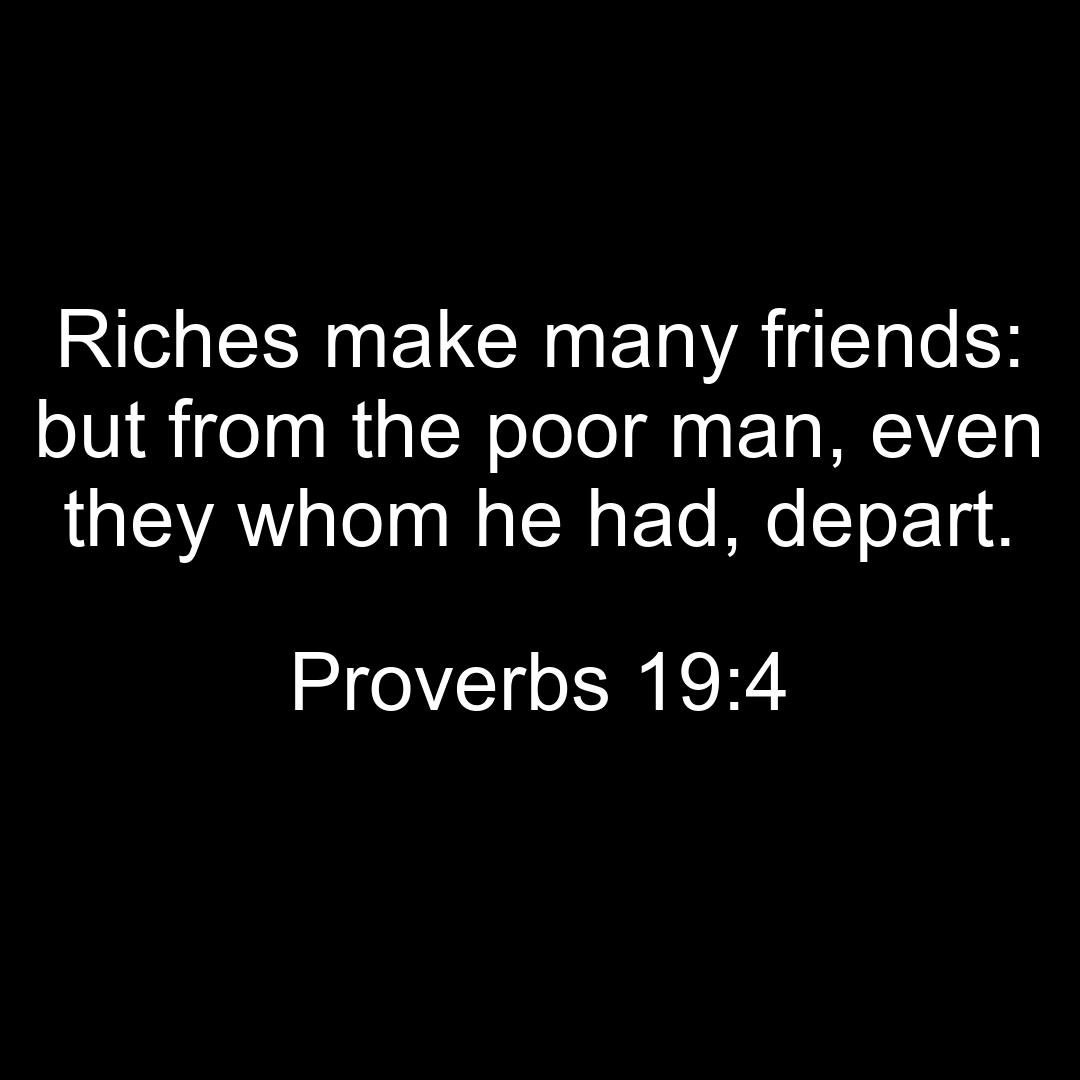 Riches make many friends:
but from the poor man, even
they whom he had, depart.
Proverbs 19:4